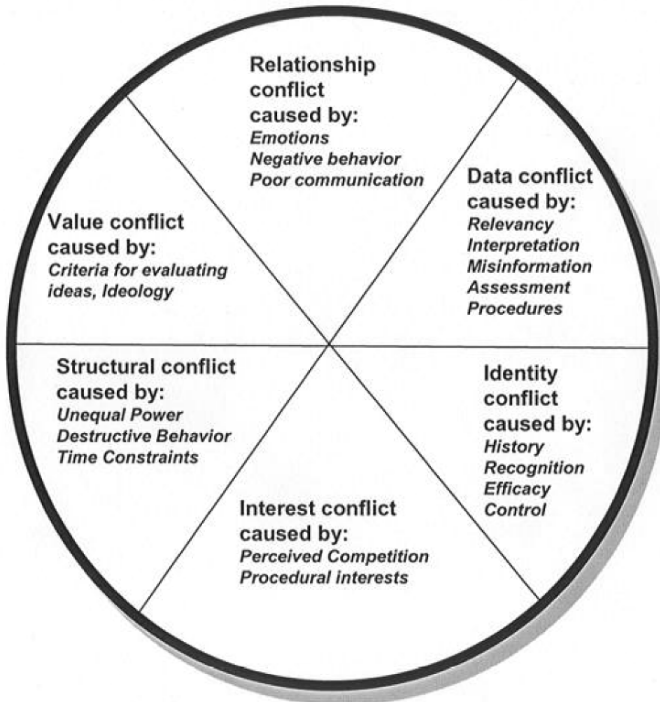 Relationship
conflict
caused by:
Emotions
Negative behavior
Poor communication
Data conflict
caused by:
Relevancy
Interpretation
Misinformation
Assessment
Procedures
Identity
conflict
caused by:
History
Recognition
Efficacy
Control
Interest conflict
caused by:
Perceived Competition
Procedural interests
Structural conflict
caused by:
Unequal Power
Destructive Behavior
Time Constraints
Value conflict
caused by:
Criteria for evaluating
ideas, Ideology